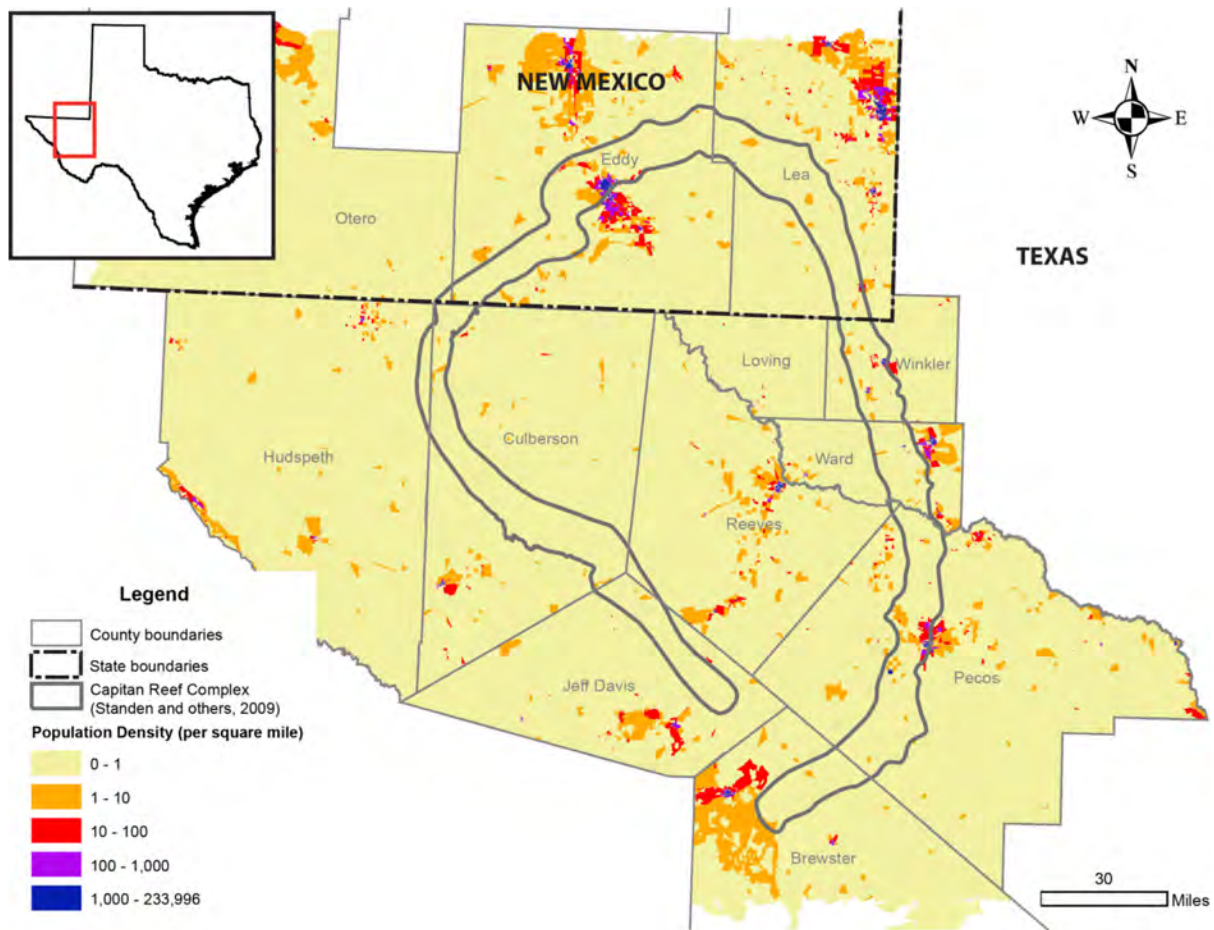 NEW MEXICO
N
W E
S
TEXAS
Eddy
Lea
Otero
Loving
Winkler
Culberson
Hudspeth
Ward
Reeves
Pecos
Jeff Davis
Brewster
Legend
County boundaries
State boundaries
Capitan Reef Complex
(Standen and others, 2009)
Population Density (per square mile)
0 - 1
1 - 10
10 - 100
100 - 1,000
1,000 - 233,996
30
Miles